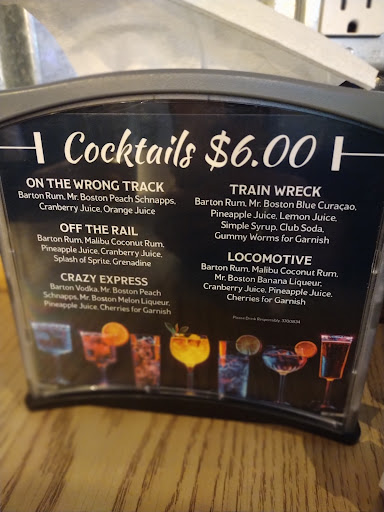 Cocktails $6.00
ON THE WRONG TRACK
Barton Rum, Mr. Boston Peach Schnapps,
Cranberry Juice, Orange Juice
OFF THE RAIL
Barton Rum, Malibu Coconut Rum,
Pineapple Juice, Cranberry Juice,
Splash of Sprite, Grenadine
CRAZY EXPRESS
Barton Vodka, Mr. Boston Peach
Schnapps, Mr. Boston Melon Liqueur,
Pineapple Juice, Cherries for Garnish
TRAIN WRECK
Barton Rum, Mr. Boston Blue Curaçao,
Pineapple Juice, Lemon Juice,
Simple Syrup, Club Soda,
Gummy Worms for Garnish
LOCOMOTIVE
Barton Rum, Malibu Coconut Rum,
Mr. Boston Banana Liqueur,
Cranberry Juice, Pineapple Juice,
Cherries for Garnish
Please Drink Responsibly.